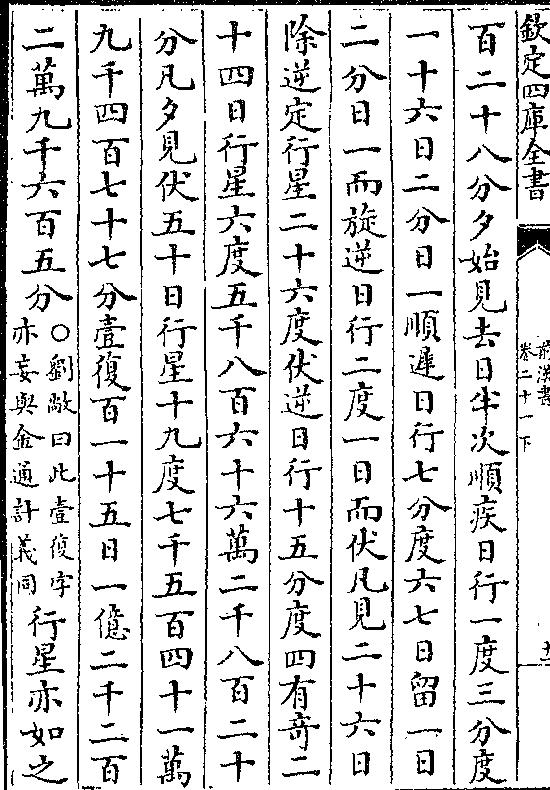 欽定四庫全書
前漢書
卷二十一下
十一
百二十八分夕始見去日半次順疾日行一度三分度
一十六日二分日一順遲日行七分度六七日留一日
二分日一而旋逆日行二度一日而伏凡見二十六日
除逆定行星二十六度伏逆日行十五分度四有奇二
十四日行星六度五千八百六十六萬二千八百二十
分凡夕見伏五十日行星十九度七千五百四十一萬
九千四百七十七分壹復百一十五日一億二千二百
二萬九千六百五分○劉敞曰此壹復字
亦妄與金通計義同行星亦如之